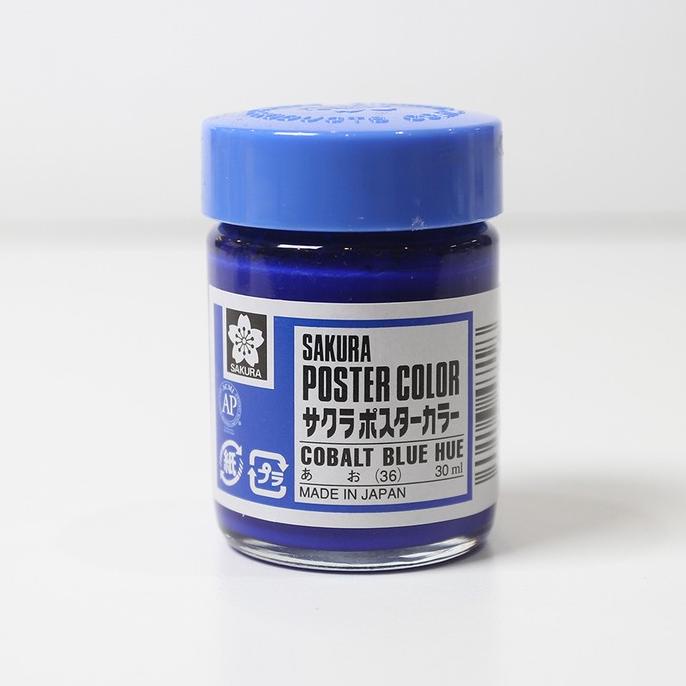 SAKURA
ACMI
AP
紙
プラ
SAKURA
POSTER COLOR
サクラポスターカラー
COBALT BLUE HUE
あ お (36) 30 ml
MADE IN JAPAN